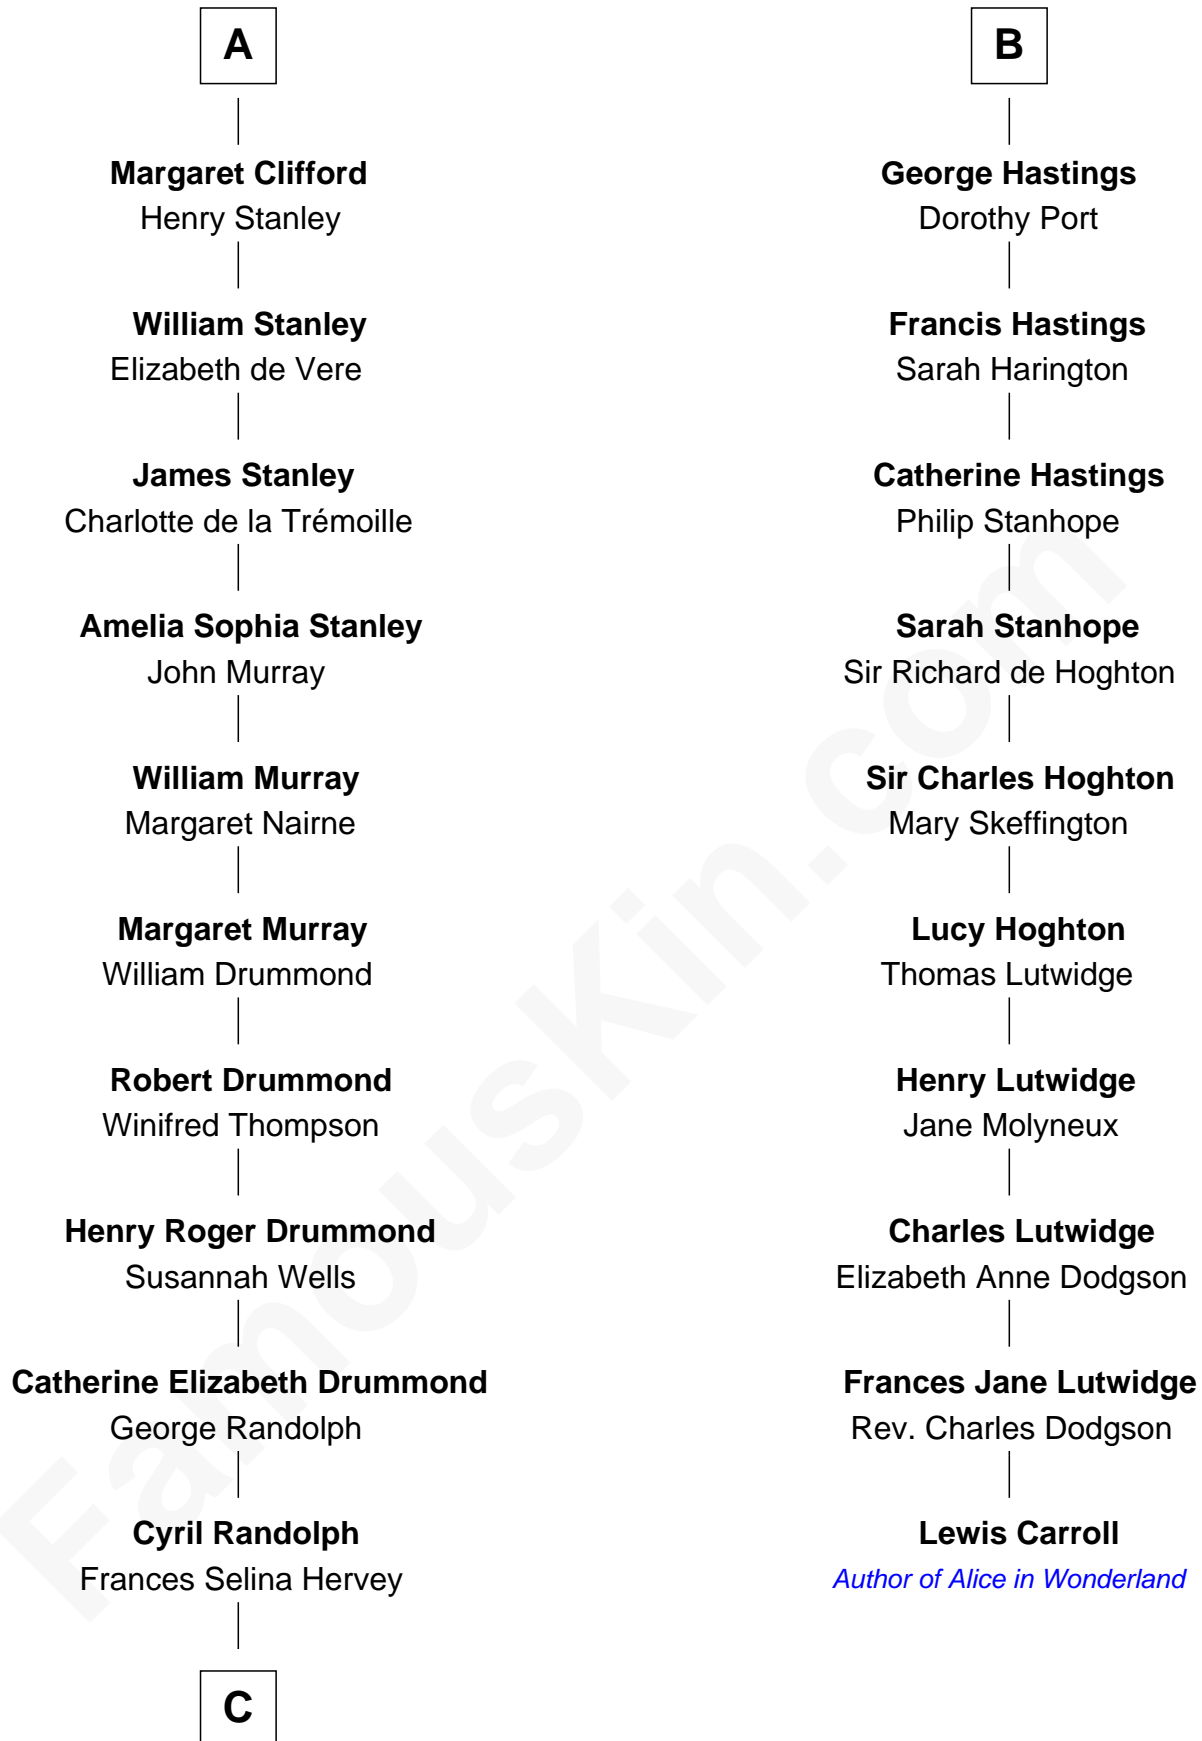 A
Margaret Clifford
Henry Stanley
William Stanley
Elizabeth de Vere
James Stanley
Charlotte de la Trémoille
Amelia Sophia Stanley
John Murray
William Murray
Margaret Nairne
Margaret Murray
William Drummond
Robert Drummond
Winifred Thompson
Henry Roger Drummond
Susannah Wells
Catherine Elizabeth Drummond
George Randolph
Cyril Randolph
Frances Selina Hervey
C
B
George Hastings
Dorothy Port
Francis Hastings
Sarah Harington
Catherine Hastings
Philip Stanhope
Sarah Stanhope
Sir Richard de Hoghton
Sir Charles Hoghton
Mary Skeffington
Lucy Hoghton
Thomas Lutwidge
Henry Lutwidge
Jane Molyneux
Charles Lutwidge
Elizabeth Anne Dodgson
Frances Jane Lutwidge
Rev. Charles Dodgson
Lewis Carroll
Author of Alice in Wonderland
FamousKin.com